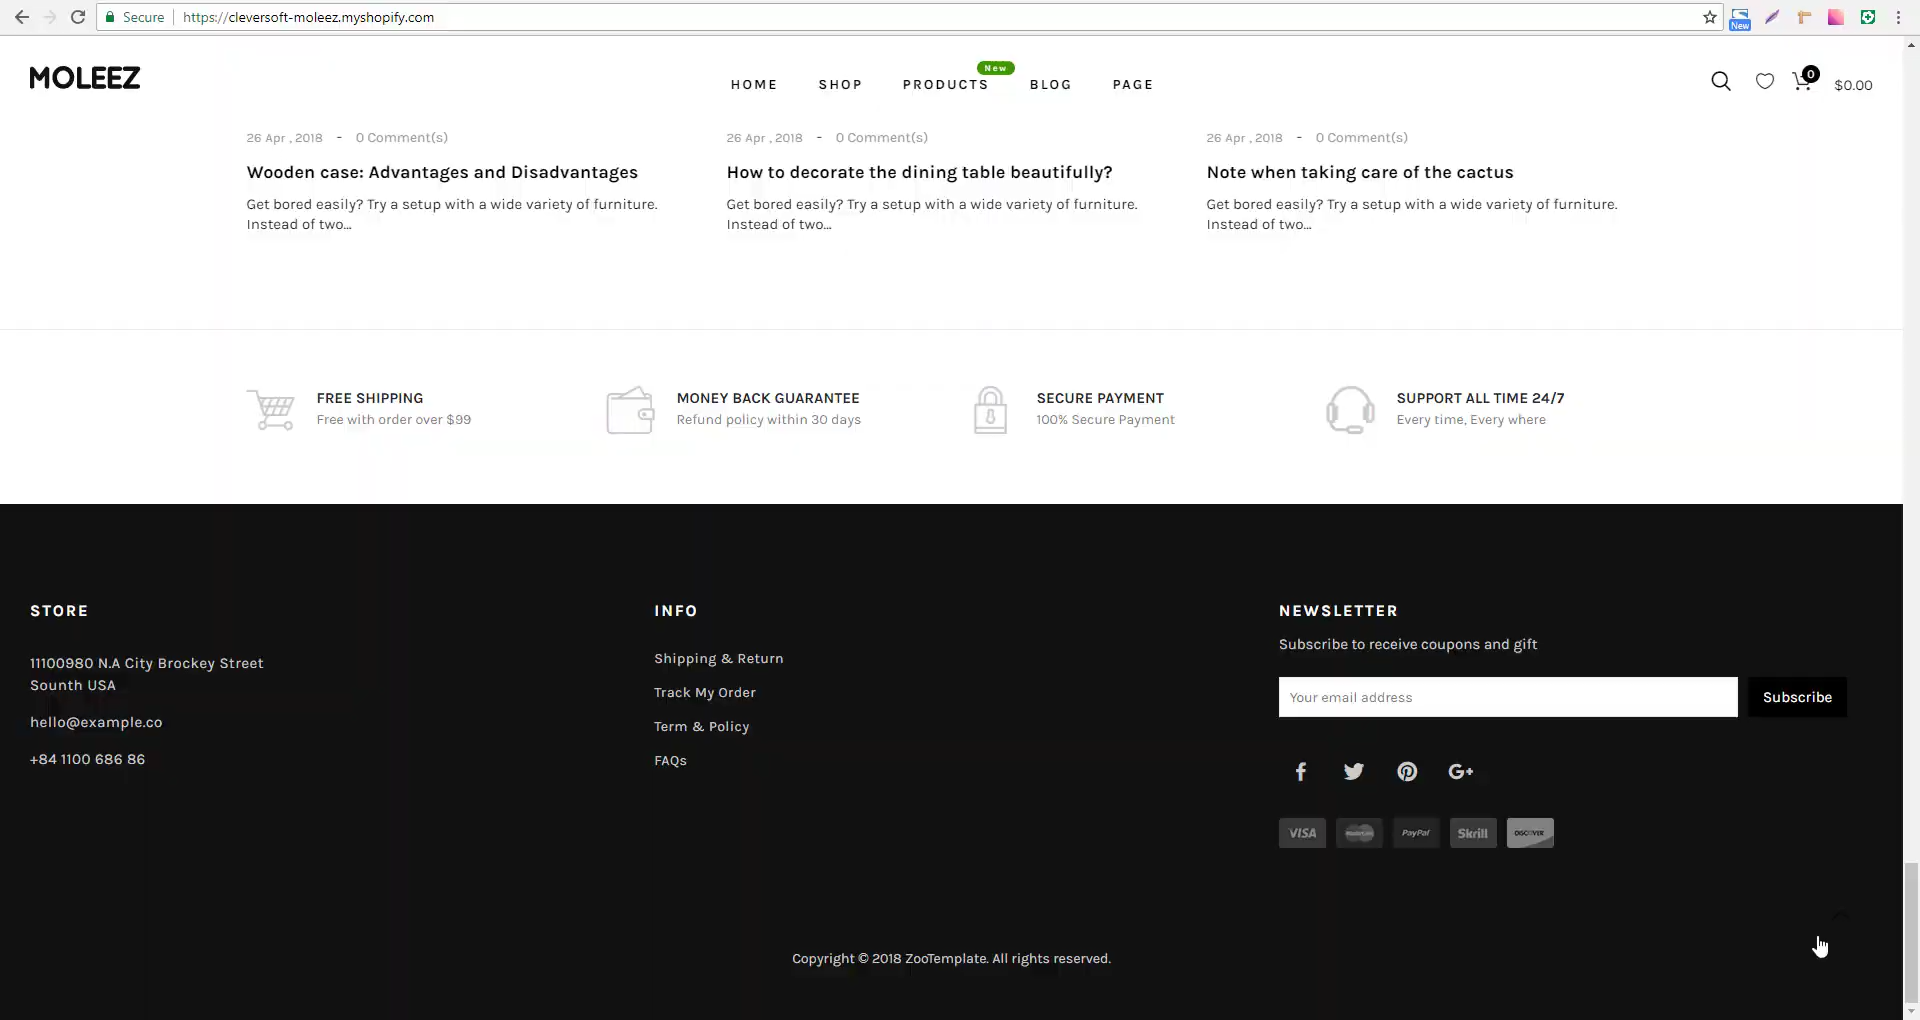 Secure
https://cleversoft-moleez.myshopify.com
New
MOLEEZ
HOME
SHOP
PRODUCTS
New
BLOG
PAGE
0
$0.00
26 Apr , 2018 - 0 Comment(s)
Wooden case: Advantages and Disadvantages
Get bored easily? Try a setup with a wide variety of furniture.
Instead of two...
26 Apr , 2018 - 0 Comment(s)
How to decorate the dining table beautifully?
Get bored easily? Try a setup with a wide variety of furniture.
Instead of two...
26 Apr , 2018 - 0 Comment(s)
Note when taking care of the cactus
Get bored easily? Try a setup with a wide variety of furniture.
Instead of two...
FREE SHIPPING
Free with order over $99
MONEY BACK GUARANTEE
Refund policy within 30 days
SECURE PAYMENT
100% Secure Payment
SUPPORT ALL TIME 24/7
Every time, Every where
STORE
11100980 N.A City Brockey Street
Sounth USA
hello@example.co
+84 1100 686 86
INFO
Shipping & Return
Track My Order
Term & Policy
FAQs
NEWSLETTER
Subscribe to receive coupons and gift
Your email address
Subscribe
G+
VISA
MasterCard
PayPal
Skrill
DISCOVER
Copyright © 2018 ZooTemplate. All rights reserved.